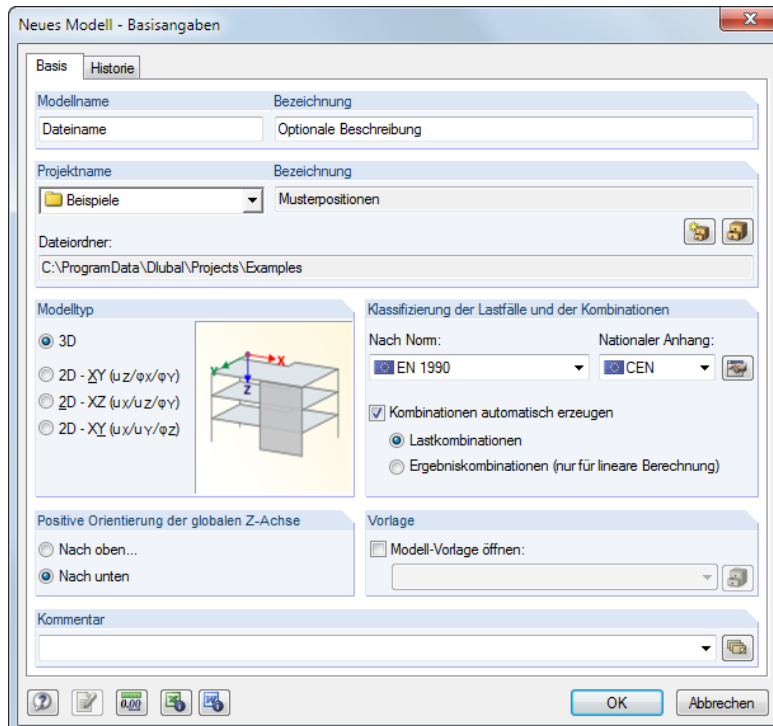 Neues Modell - Basisangaben
Basis
Historie
Modellname
Bezeichnung
Dateiname
Optionale Beschreibung
Projektname
Bezeichnung
Beispiele
Musterpositionen
Dateiordner:
C:\ProgramData\Dlubal\Projects\Examples
Modelltyp
3D
2D - XY (uZ/φX/φY)
2D - XZ (uX/uZ/φY)
2D - XY (uX/uY/φZ)
Y
X
Z
Klassifizierung der Lastfälle und der Kombinationen
Nach Norm:
Nationaler Anhang:
EN 1990
CEN
Kombinationen automatisch erzeugen
Lastkombinationen
Ergebniskombinationen (nur für lineare Berechnung)
Positive Orientierung der globalen Z-Achse
Nach oben...
Nach unten
Vorlage
Modell-Vorlage öffnen:
Kommentar
0.00
OK
Abbrechen